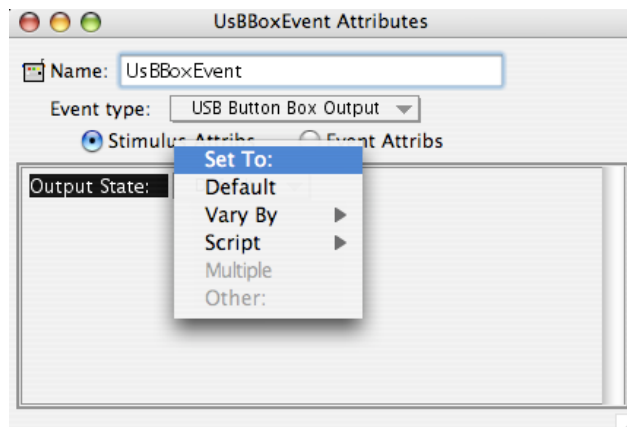 UsBBoxEvent Attributes
Name: UsBBoxEvent
Event type: USB Button Box Output
Stimulus Attribs Event Attribs
Set To:
Output State:
Default
Vary By
Script
Multiple
Other: